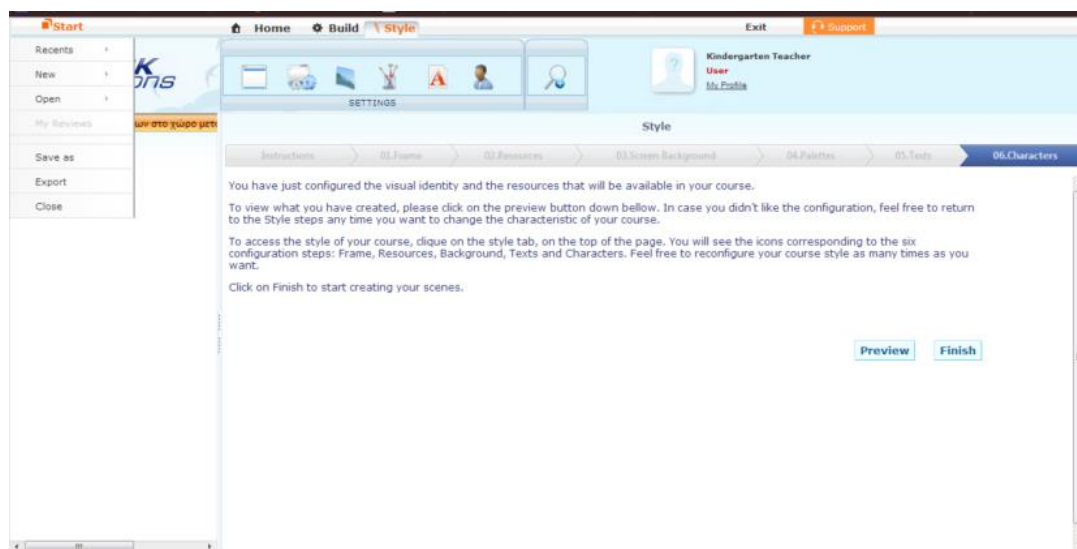 Start
Home
Build
Style
Exit
Support
Recents
New
Open
My Reviews
Save as
Export
Close
K
ons
ων στο χώρο μετα
SETTINGS
Kindergarten Teacher
User
My Profile
Style
Instructions
01.Frame
02.Resources
03.Screen Background
04.Palettes
05.Texts
06.Characters
You have just configured the visual identity and the resources that will be available in your course.
To view what you have created, please click on the preview button down bellow. In case you didn't like the configuration, feel free to return
to the Style steps any time you want to change the characteristic of your course.
To access the style of your course, clique on the style tab, on the top of the page. You will see the icons corresponding to the six
configuration steps: Frame, Resources, Background, Texts and Characters. Feel free to reconfigure your course style as many times as you
want.
Click on Finish to start creating your scenes.
Preview
Finish